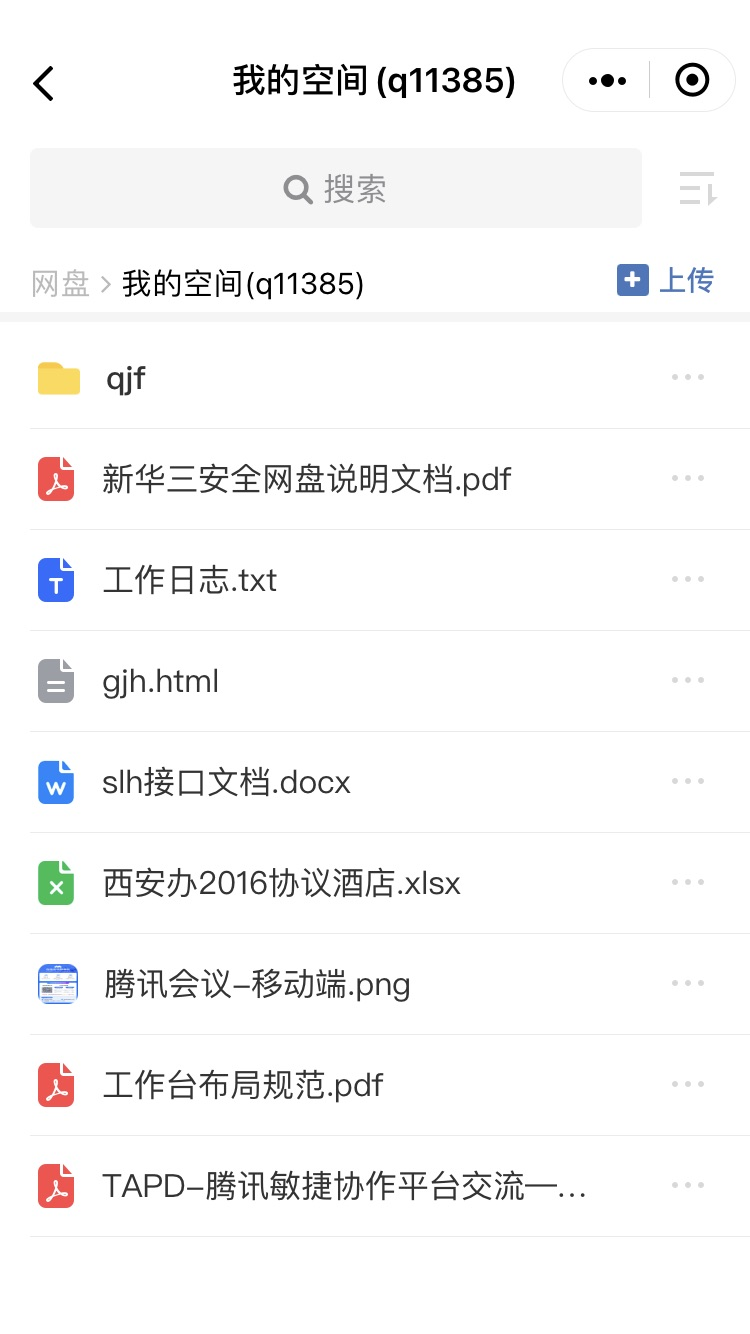 我的空间 (q11385)
搜索
网盘 > 我的空间(q11385)
上传
qjf
新华三安全网盘说明文档.pdf
工作日志.txt
gjh.html
slh接口文档.docx
西安办2016协议酒店.xlsx
腾讯会议–移动端.png
工作台布局规范.pdf
TAPD–腾讯敏捷协作平台交流—...